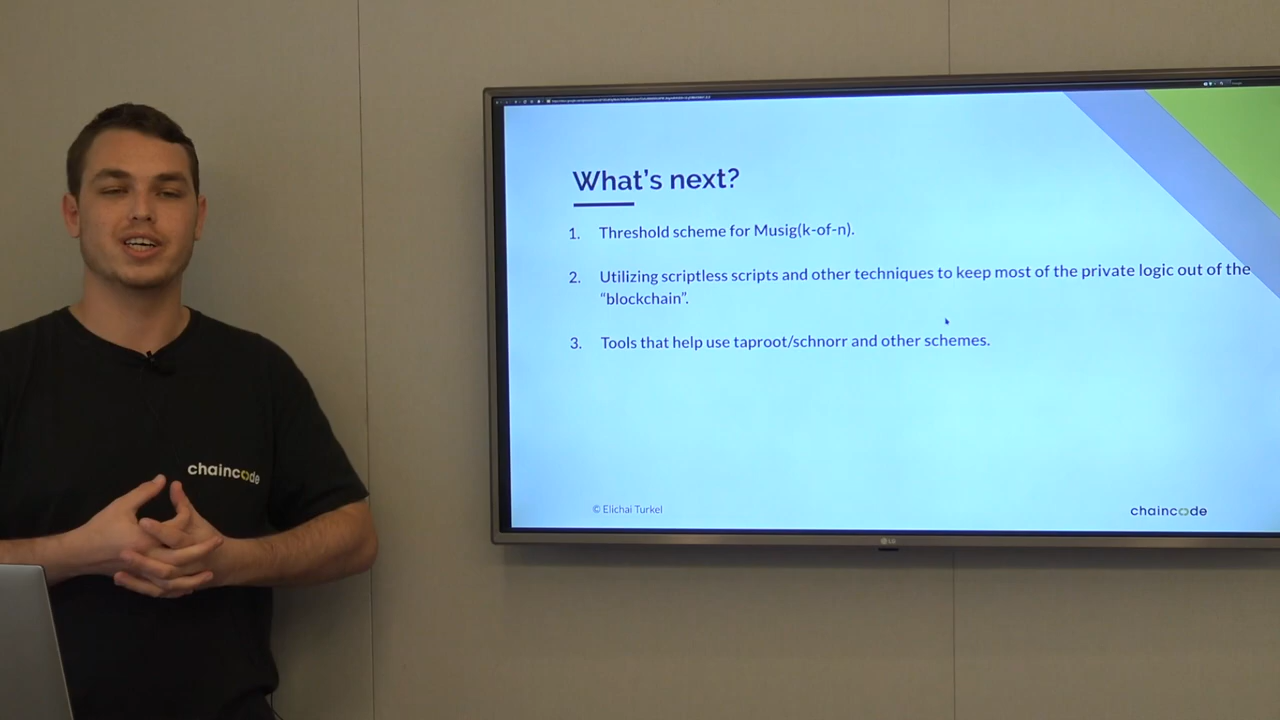 What's next?
1. Threshold scheme for Musig(k-of-n).
2. Utilizing scriptless scripts and other techniques to keep most of the private logic out of the
"blockchain".
3. Tools that help use taproot/schnorr and other schemes.
© Elichai Turkel
chaincode
chaincode
LG